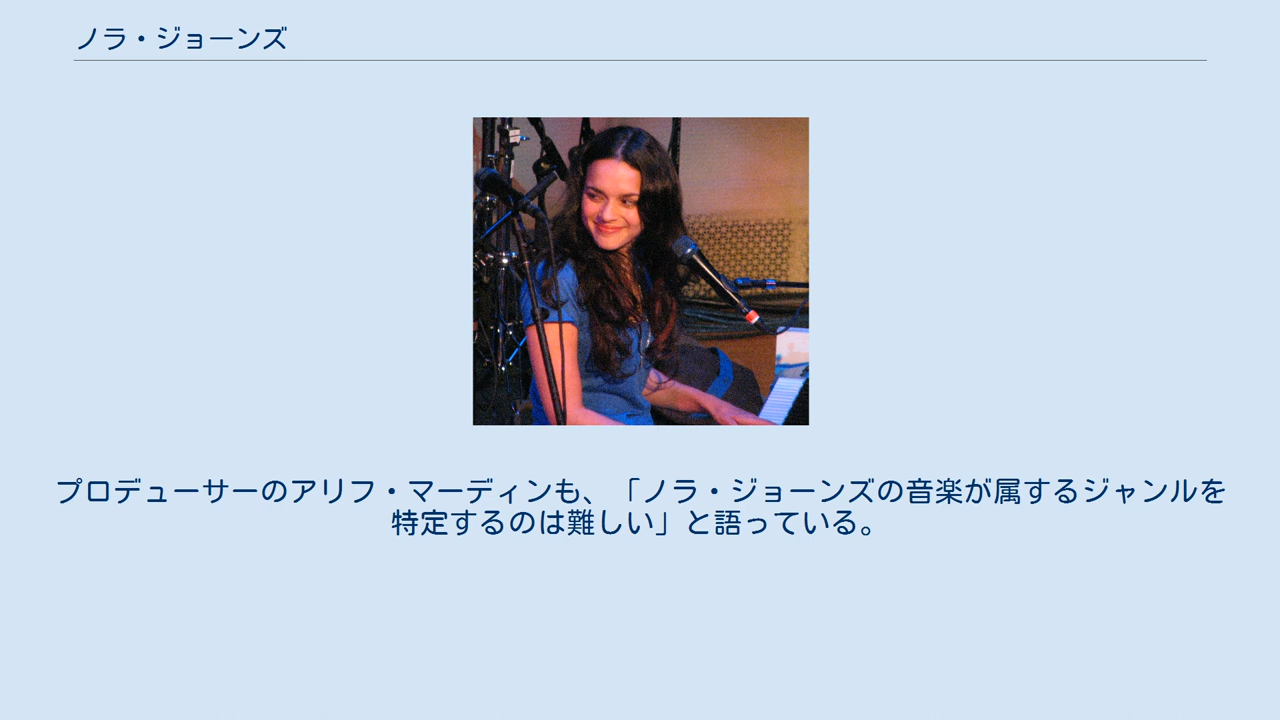 ノラ・ジョーンズ
プロデューサーのアリフ・マーディンも、「ノラ・ジョーンズの音楽が属するジャンルを
特定するのは難しい」と語っている。